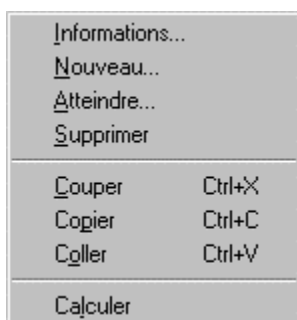 Informations...
Nouveau...
Atteindre...
Supprimer
Couper Ctrl+X
Copier Ctrl+C
Coller Ctrl+V
Calculer